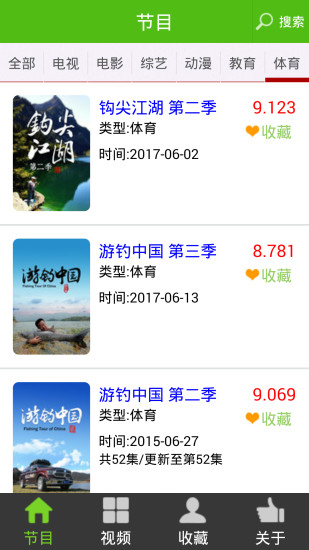 节目
搜索
全部 电视 电影 综艺 动漫 教育 体育
钩尖江湖 第二季
9.123
类型:体育
收藏
时间:2017-06-02
钩尖
江湖
第二季
游钓中国 第三季
8.781
类型:体育
收藏
时间:2017-06-13
游钓中国
Fishing Tour Of China
游钓中国 第二季
9.069
类型:体育
收藏
时间:2015-06-27
共52集/更新至第52集
游钓中国
Fishing Tour of China
节目 视频 收藏 关于